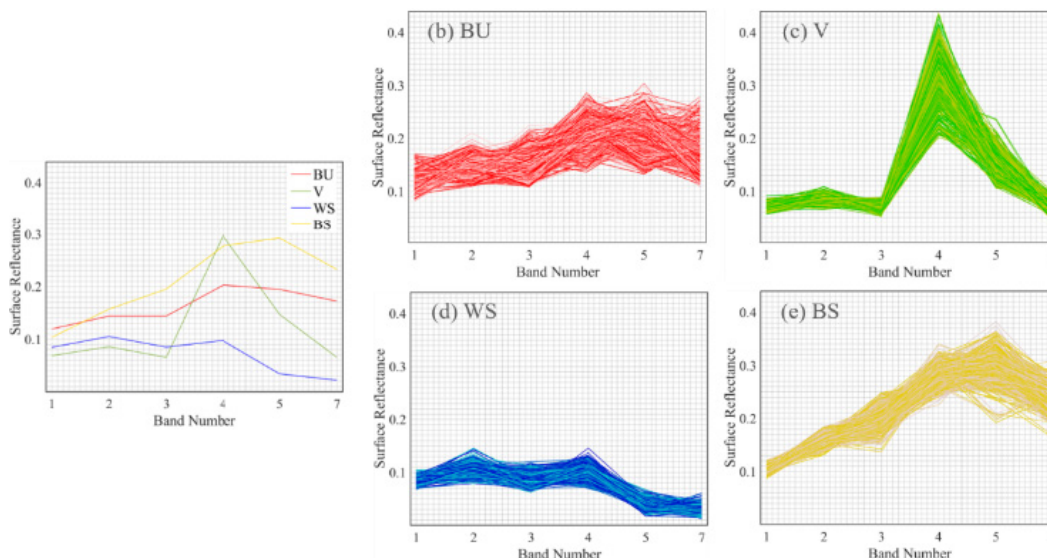 Surface Reflectance
0.4
0.3
0.2
0.1
BU
V
WS
BS
1 2 3 4 5 7
Band Number
(b) BU
Surface Reflectance
0.4
0.3
0.2
0.1
1 2 3 4 5 7
Band Number
(c) V
Surface Reflectance
0.4
0.3
0.2
0.1
1 2 3 4 5
Band Number
(d) WS
Surface Reflectance
0.4
0.3
0.2
0.1
1 2 3 4 5 7
Band Number
(e) BS
Surface Reflectance
0.4
0.3
0.2
0.1
1 2 3 4 5
Band Number